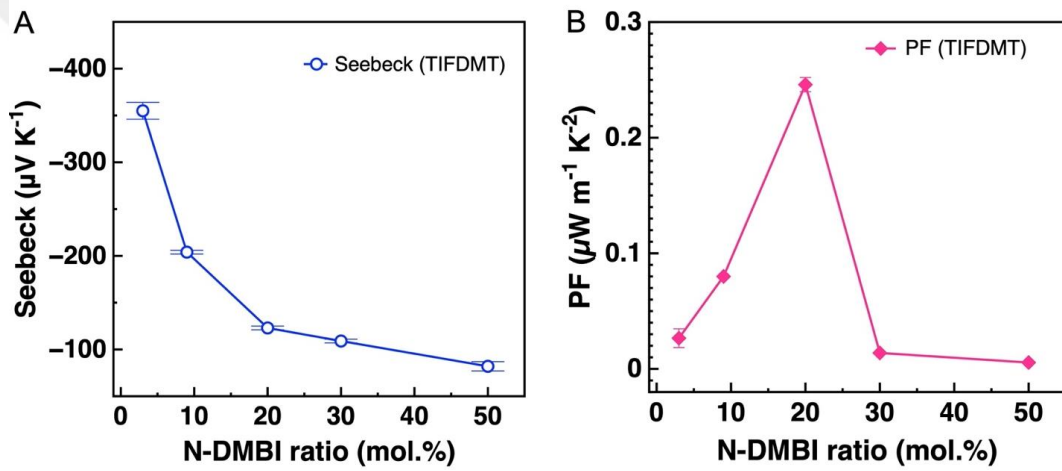 A
Seebeck (TIFDMT)
Seebeck (µV K⁻¹)
−400
−300
−200
−100
0 10 20 30 40 50
N-DMBI ratio (mol.%)
B
PF (TIFDMT)
PF (µW m⁻¹ K⁻²)
0.3
0.2
0.1
0
0 10 20 30 40 50
N-DMBI ratio (mol.%)